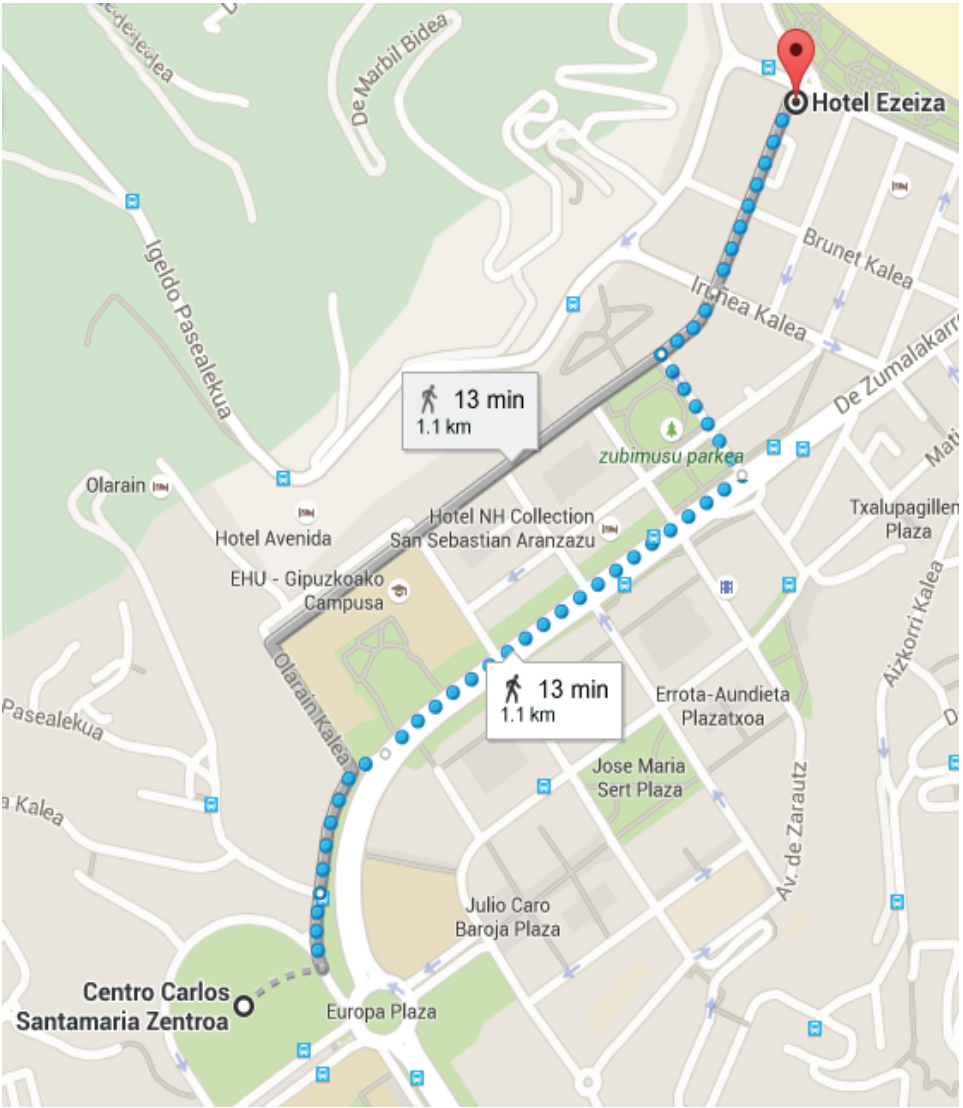 De Marbil Bidea
Hotel Ezeiza
Igeldo Pasealekua
Brunet Kalea
Iruñea Kalea
De Zumalakarre
13 min
1.1 km
zubimusu parkea
Mati
Olarain
Hotel Avenida
Hotel NH Collection
San Sebastian Aranzazu
Txalupagillen
Plaza
EHU - Gipuzkoako
Campusa
Aizkorri Kalea
Olarain Kalea
13 min
1.1 km
Errota-Aundieta
Plazatxoa
Pasealekua
Jose Maria
Sert Plaza
a Kalea
Av. de Zarautz
Julio Caro
Baroja Plaza
Centro Carlos
Santamaria Zentroa
Europa Plaza